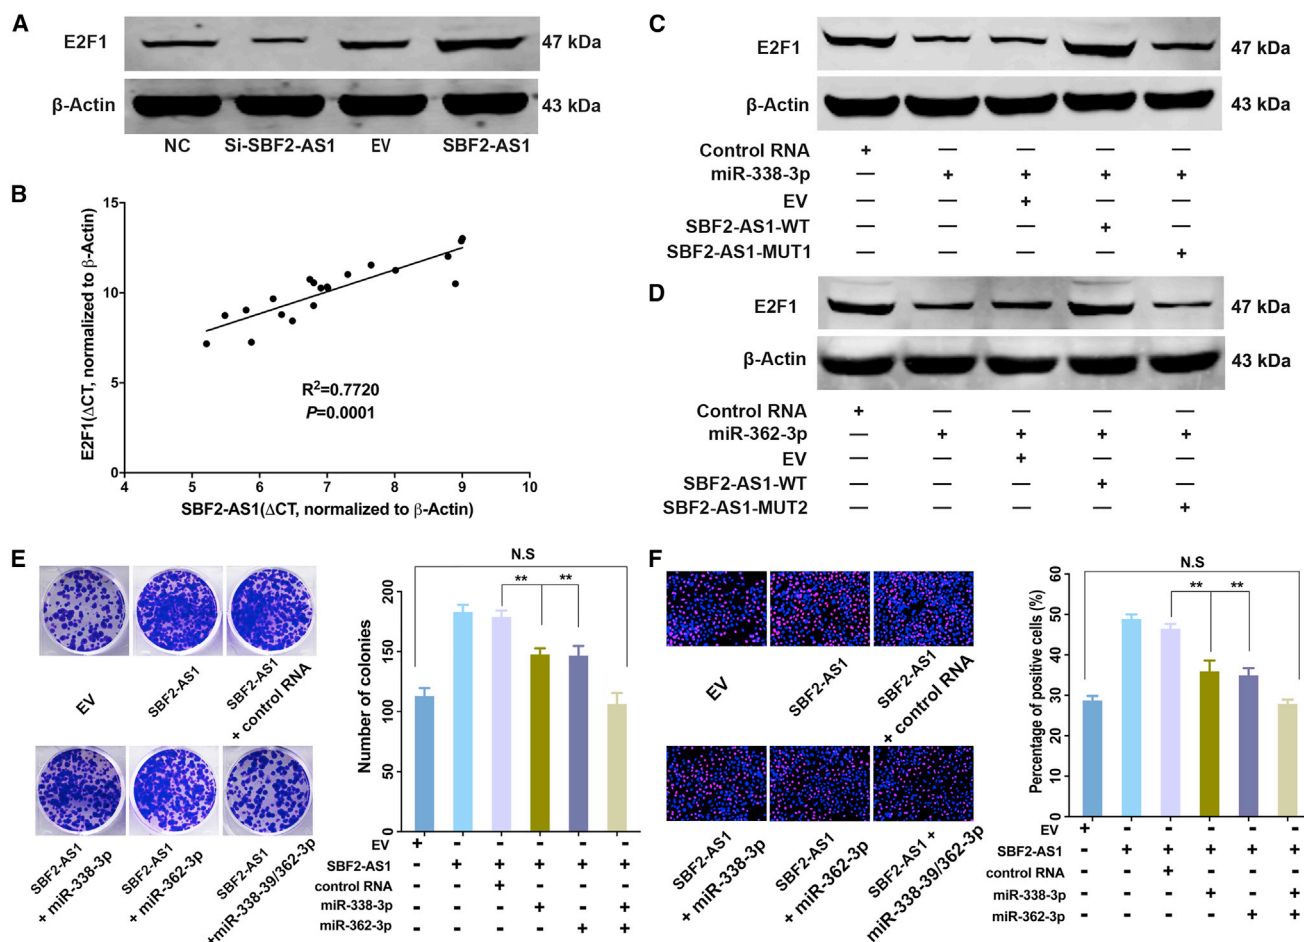 A
E2F1
47 kDa
β-Actin
43 kDa
NC Si-SBF2-AS1 EV SBF2-AS1
B
E2F1(ΔCT, normalized to β-Actin)
15
10
5
0
R²=0.7720
P=0.0001
4 5 6 7 8 9 10
SBF2-AS1(ΔCT, normalized to β-Actin)
C
E2F1
47 kDa
β-Actin
43 kDa
Control RNA + — — — —
miR-338-3p — + + + +
EV — — + — —
SBF2-AS1-WT — — — + —
SBF2-AS1-MUT1 — — — — +
D
E2F1
47 kDa
β-Actin
43 kDa
Control RNA + — — — —
miR-362-3p — + + + +
EV — — + — —
SBF2-AS1-WT — — — + —
SBF2-AS1-MUT2 — — — — +
E
EV
SBF2-AS1
SBF2-AS1
+ control RNA
SBF2-AS1
+ miR-338-3p
SBF2-AS1
+ miR-362-3p
SBF2-AS1
+miR-338-39/362-3p
N.S
** **
Number of colonies
200
150
100
50
0
EV + - - - - -
SBF2-AS1 - + + + + +
control RNA - - + - - -
miR-338-3p - - - + - +
miR-362-3p - - - - + +
F
EV
SBF2-AS1
SBF2-AS1
+ control RNA
SBF2-AS1
+ miR-338-3p
SBF2-AS1
+ miR-362-3p
SBF2-AS1 +
miR-338-39/362-3p
N.S
** **
Percentage of positive cells (%)
60
50
40
30
20
10
0
EV + - - - - -
SBF2-AS1 - + + + + +
control RNA - - + - - -
miR-338-3p - - - + - +
miR-362-3p - - - - + +